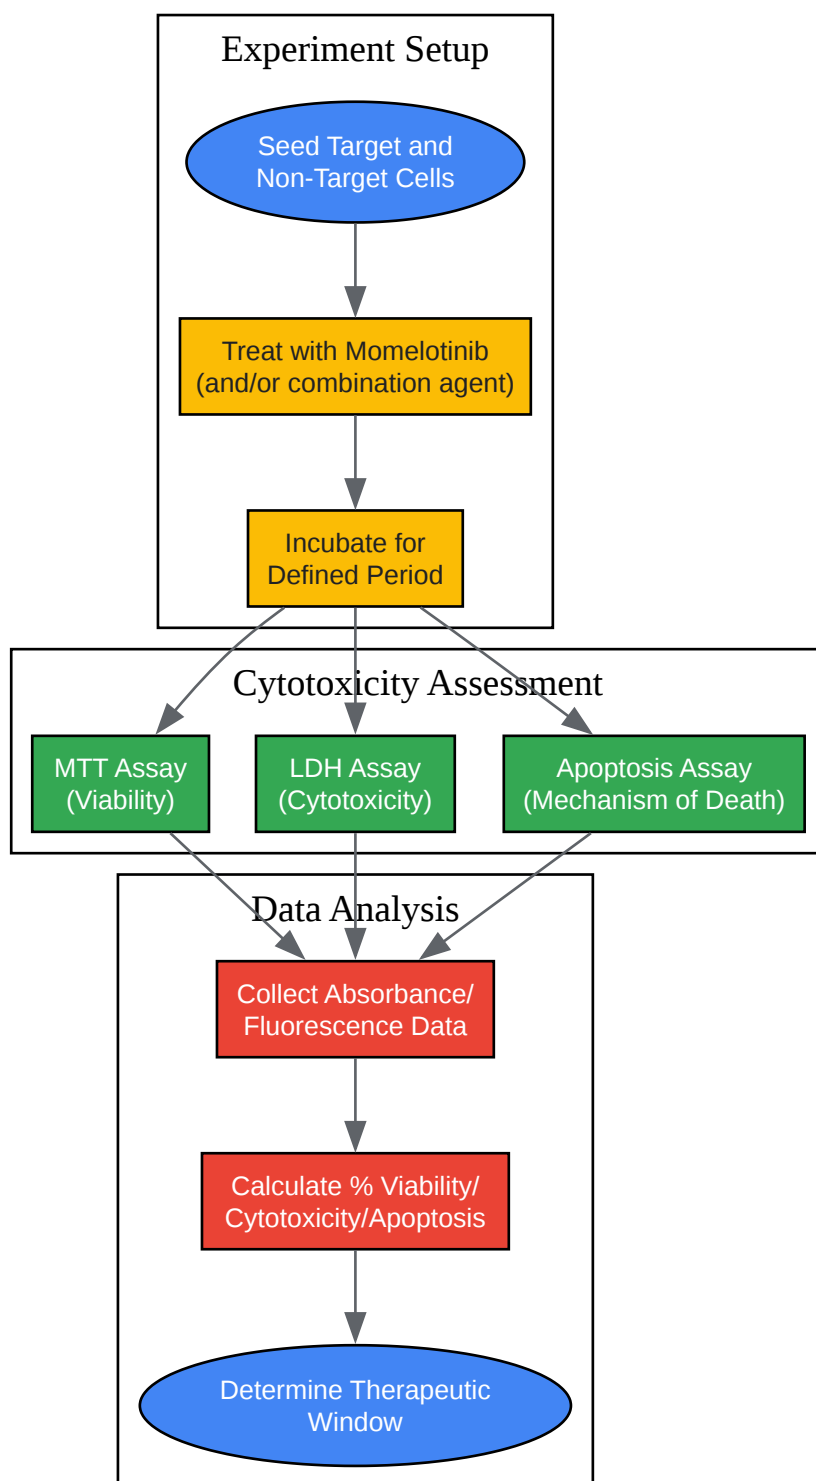 Experiment Setup
Seed Target and
Non-Target Cells
Treat with Momelotinib
(and/or combination agent)
Incubate for
Defined Period
Cytotoxicity Assessment
MTT Assay
(Viability)
LDH Assay
(Cytotoxicity)
Apoptosis Assay
(Mechanism of Death)
Data Analysis
Collect Absorbance/
Fluorescence Data
Calculate % Viability/
Cytotoxicity/Apoptosis
Determine Therapeutic
Window